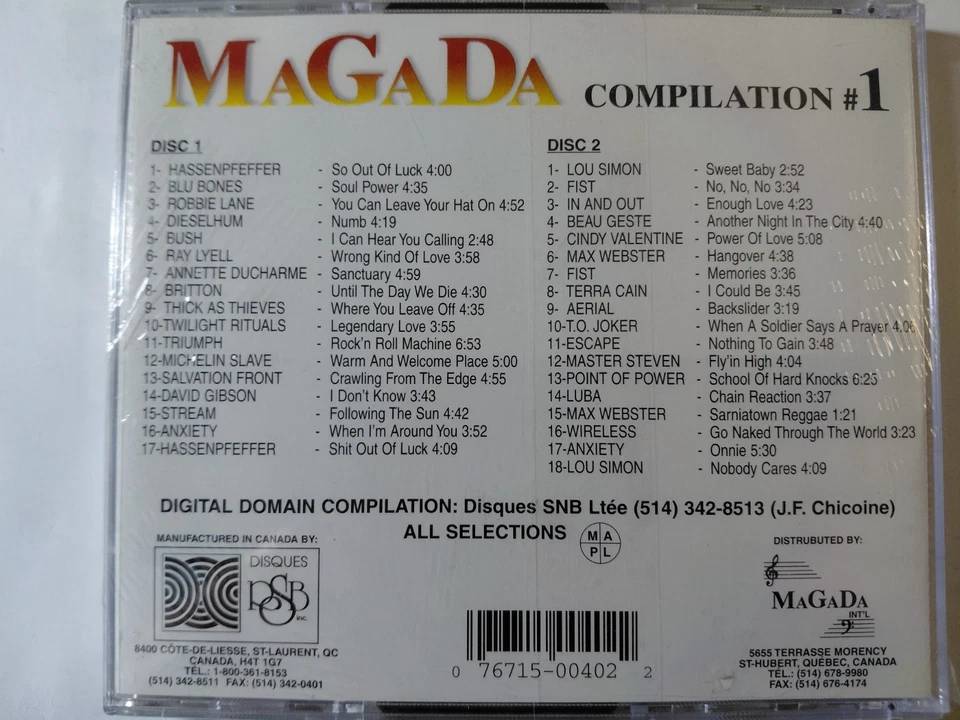 MAGADA COMPILATION #1
DISC 1
1- HASSENPFEFFER - So Out Of Luck 4:00
2- BLU BONES - Soul Power 4:35
3- ROBBIE LANE - You Can Leave Your Hat On 4:52
4- DIESELHUM - Numb 4:19
5- BUSH - I Can Hear You Calling 2:48
6- RAY LYELL - Wrong Kind Of Love 3:58
7- ANNETTE DUCHARME - Sanctuary 4:59
8- BRITTON - Until The Day We Die 4:30
9- THICK AS THIEVES - Where You Leave Off 4:35
10-TWILIGHT RITUALS - Legendary Love 3:55
11-TRIUMPH - Rock'n Roll Machine 6:53
12-MICHELIN SLAVE - Warm And Welcome Place 5:00
13-SALVATION FRONT - Crawling From The Edge 4:55
14-DAVID GIBSON - I Don't Know 3:43
15-STREAM - Following The Sun 4:42
16-ANXIETY - When I'm Around You 3:52
17-HASSENPFEFFER - Shit Out Of Luck 4:09
DISC 2
1- LOU SIMON - Sweet Baby 2:52
2- FIST - No, No, No 3:34
3- IN AND OUT - Enough Love 4:23
4- BEAU GESTE - Another Night In The City 4:40
5- CINDY VALENTINE - Power Of Love 5:08
6- MAX WEBSTER - Hangover 4:38
7- FIST - Memories 3:36
8- TERRA CAIN - I Could Be 3:45
9- AERIAL - Backslider 3:19
10-T.O. JOKER - When A Soldier Says A Prayer 4:06
11-ESCAPE - Nothing To Gain 3:48
12-MASTER STEVEN - Fly'in High 4:04
13-POINT OF POWER - School Of Hard Knocks 6:25
14-LUBA - Chain Reaction 3:37
15-MAX WEBSTER - Sarniatown Reggae 1:21
16-WIRELESS - Go Naked Through The World 3:23
17-ANXIETY - Onnie 5:30
18-LOU SIMON - Nobody Cares 4:09
DIGITAL DOMAIN COMPILATION: Disques SNB Ltée (514) 342-8513 (J.F. Chicoine)
ALL SELECTIONS M A P L
MANUFACTURED IN CANADA BY:
DISQUES
RSB
inc.
8400 CÔTE-DE-LIESSE, ST-LAURENT, QC
CANADA, H4T 1G7
TÉL.: 1-800-361-8153
(514) 342-8511 FAX: (514) 342-0401
0 76715-00402 2
DISTRUBUTED BY:
MAGADA
INT'L
5655 TERRASSE MORENCY
ST-HUBERT, QUÉBEC, CANADA
TÉL.: (514) 678-9980
FAX: (514) 676-4174